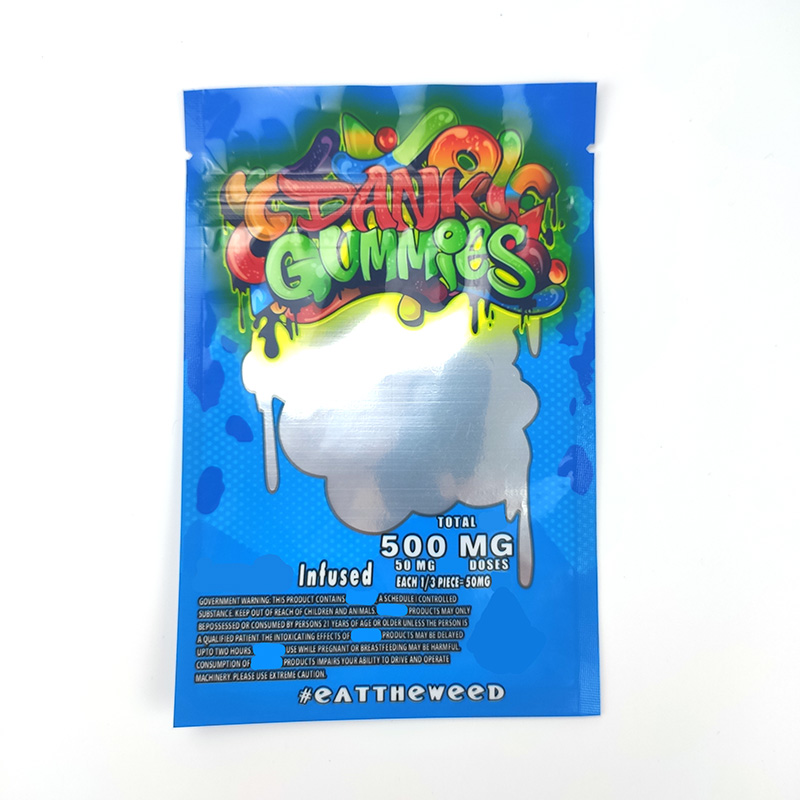 DANK
GUMMIES
TOTAL
500 MG
50 MG DOSES
EACH 1/3 PIECE=50MG
Infused
GOVERNMENT WARNING: THIS PRODUCT CONTAINS A SCHEDULE I CONTROLLED
SUBSTANCE. KEEP OUT OF REACH OF CHILDREN AND ANIMALS. PRODUCTS MAY ONLY
BEPOSSESSED OR CONSUMED BY PERSONS 21 YEARS OF AGE OR OLDER UNLESS THE PERSON IS
A QUALIFIED PATIENT. THE INTOXICATING EFFECTS OF PRODUCTS MAY BE DELAYED
UPTO TWO HOURS. USE WHILE PREGNANT OR BREASTFEEDING MAY BE HARMFUL.
CONSUMPTION OF PRODUCTS IMPAIRS YOUR ABILITY TO DRIVE AND OPERATE
MACHINERY. PLEASE USE EXTREME CAUTION.
#EATTHEWEED